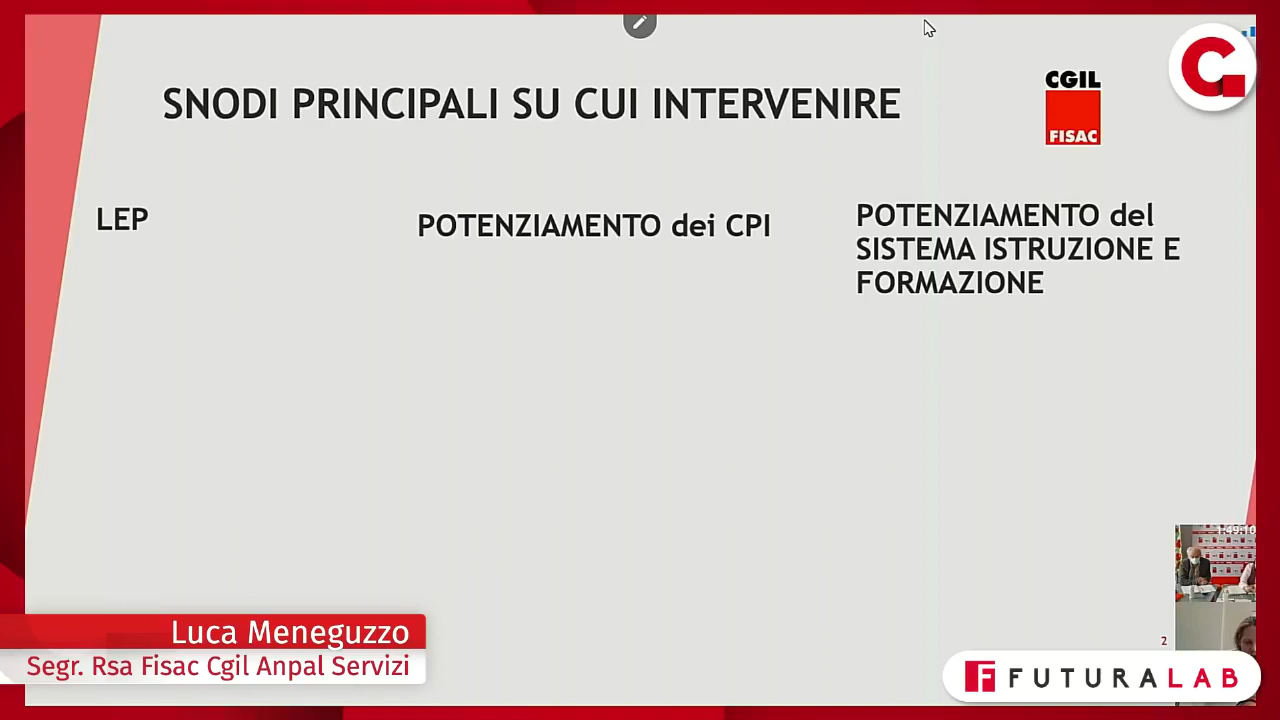 SNODI PRINCIPALI SU CUI INTERVENIRE
CGIL
FISAC
LEP
POTENZIAMENTO dei CPI
POTENZIAMENTO del
SISTEMA ISTRUZIONE E
FORMAZIONE
Luca Meneguzzo
Segr. Rsa Fisac Cgil Anpal Servizi
2
FUTURALAB